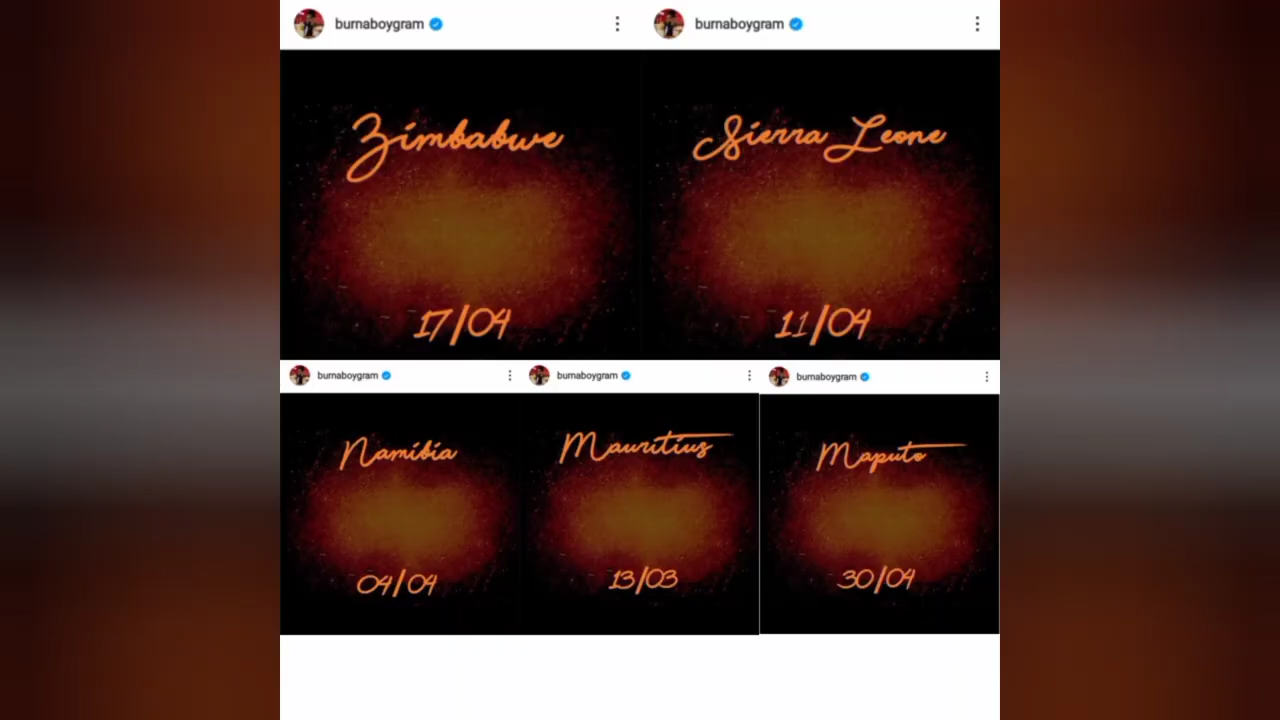 burnaboygram
Zimbabwe
17/04
burnaboygram
Sierra Leone
11/04
burnaboygram
Namibia
04/04
burnaboygram
Mauritius
13/03
burnaboygram
Maputo
30/04